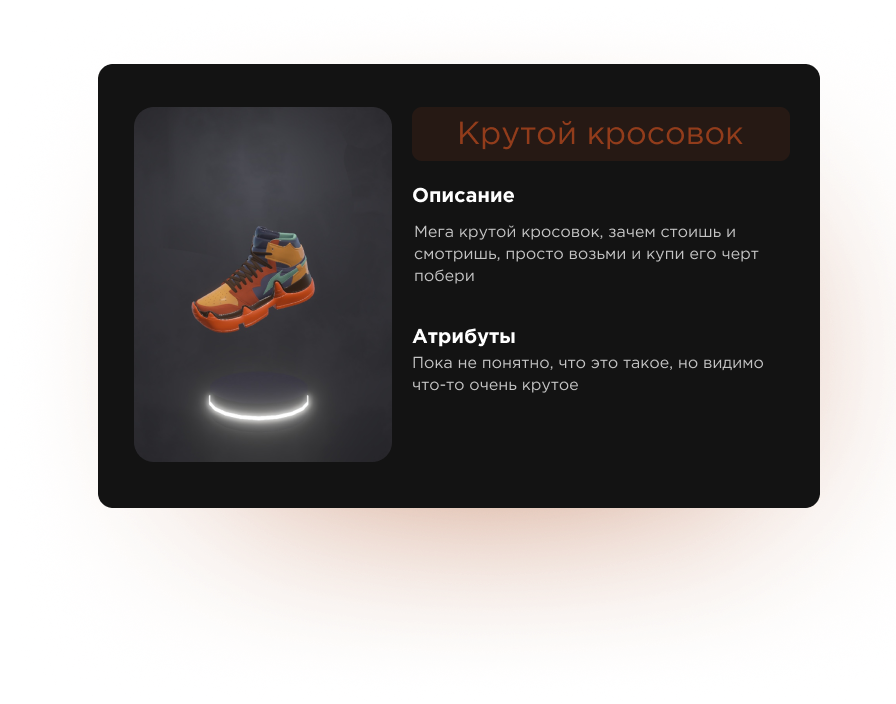 Крутой кросовок
Описание
Мега крутой кросовок, зачем стоишь и
смотришь, просто возьми и купи его черт
побери
Атрибуты
Пока не понятно, что это такое, но видимо
что-то очень крутое